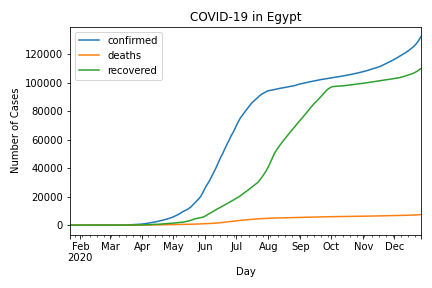 COVID-19 in Egypt
confirmed
deaths
recovered
Number of Cases
120000
100000
80000
60000
40000
20000
0
Feb Mar Apr May Jun Jul Aug Sep Oct Nov Dec
2020
Day